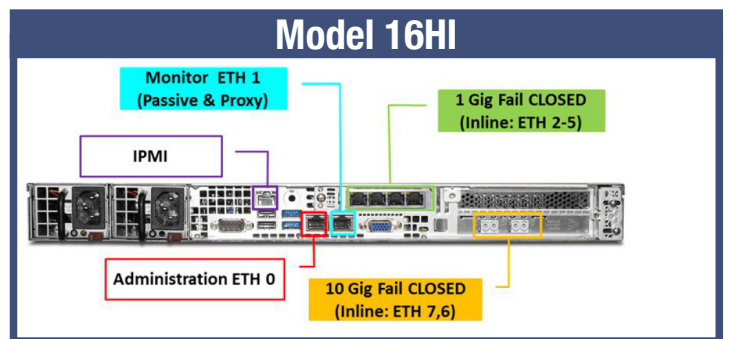 Model 16HI
Monitor ETH 1
(Passive & Proxy)
1 Gig Fail CLOSED
(Inline: ETH 2-5)
IPMI
Administration ETH 0
10 Gig Fail CLOSED
(Inline: ETH 7,6)